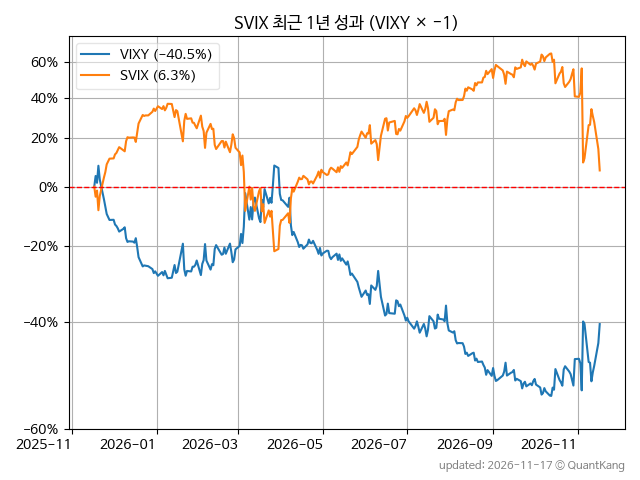 SVIX 최근 1년 성과 (VIXY × −1)
VIXY (−40.5%)
SVIX (6.3%)
60%
40%
20%
0%
−20%
−40%
−60%
2025-11 2026-01 2026-03 2026-05 2026-07 2026-09 2026-11
updated: 2026-11-17 © QuantKang